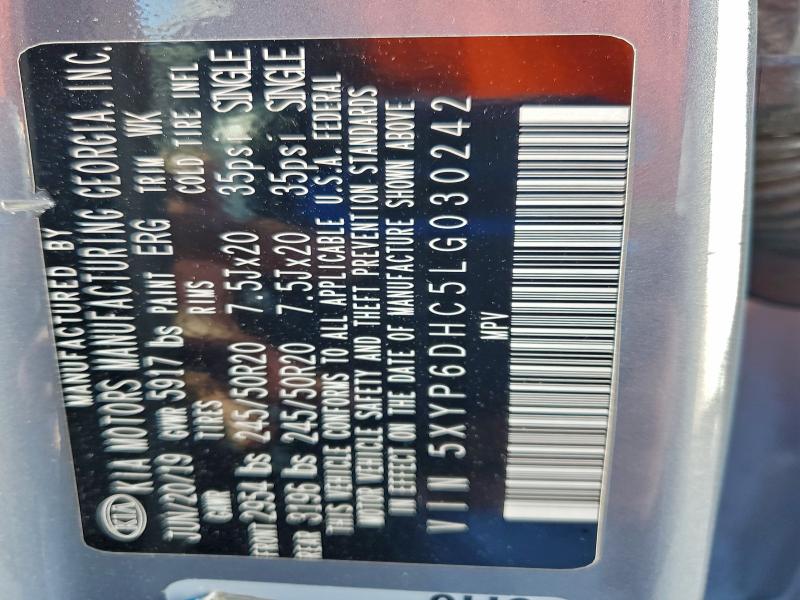 MANUFACTURED BY
KIA KIA MOTORS MANUFACTURING GEORGIA, INC.
JUN/20/19 GVWR 5917 lbs PAINT ERG TRIM WK
GAWR TIRES RIMS COLD TIRE INFL
FRONT 2954 lbs 245/50R20 7.5Jx20 35psi SINGLE
REAR 3196 lbs 245/50R20 7.5Jx20 35psi SINGLE
THIS VEHICLE CONFORMS TO ALL APPLICABLE U.S.A. FEDERAL
MOTOR VEHICLE SAFETY AND THEFT PREVENTION STANDARDS
IN EFFECT ON THE DATE OF MANUFACTURE SHOWN ABOVE
VIN 5XYP6DHC5LG030242
MPV